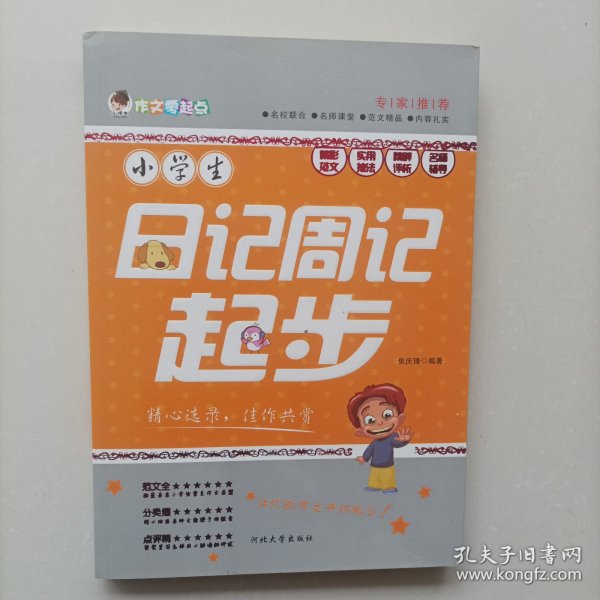 作文零起点
专|家|推|荐
●名校联合 ●名师课堂 ●范文精品 ●内容扎实
小学生
日记周记
起步
焦庆锋◎编著
精心选录，佳作共赏
范文全★★★★★★
分类细★★★★★★
点评精★★★★★★
河北大学出版社
孔夫子旧书网
www.kongfz.com